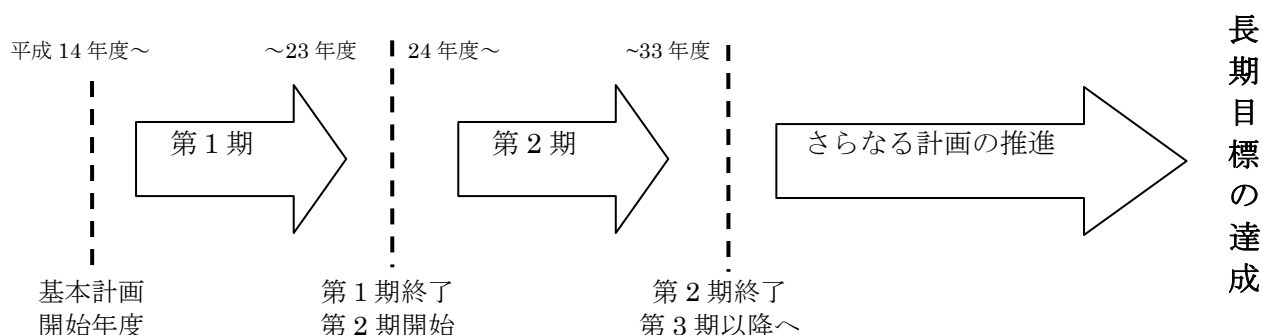 平成 14 年度～
～23 年度
24 年度～
~33 年度
第 1 期
第 2 期
さらなる計画の推進
長期目標の達成
基本計画
開始年度
第 1 期終了
第 2 期開始
第 2 期終了
第 3 期以降へ